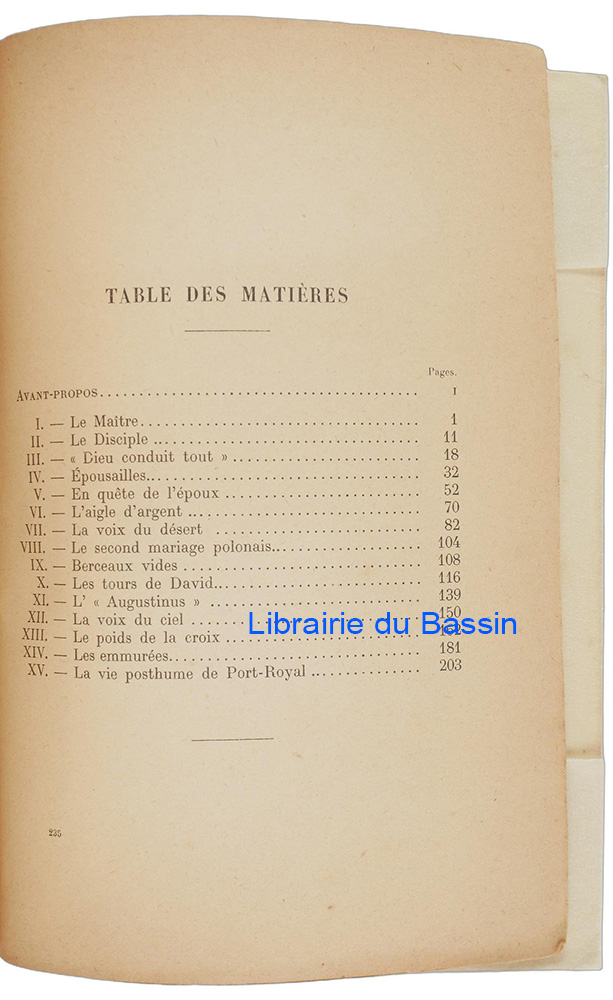 TABLE DES MATIÈRES
Pages.
AVANT-PROPOS........................................ I
I. — Le Maître................................... 1
II. — Le Disciple .................................. 11
III. — « Dieu conduit tout » ........................ 18
IV. — Épousailles.................................. 32
V. — En quête de l'époux ......................... 52
VI. — L'aigle d'argent ............................. 70
VII. — La voix du désert .......................... 82
VIII. — Le second mariage polonais................... 104
IX. — Berceaux vides .............................. 108
X. — Les tours de David.......................... 116
XI. — L' « Augustinus » ........................... 139
XII. — La voix du ciel ............................. 150
XIII. — Le poids de la croix .........................
XIV. — Les emmurées................................ 181
XV. — La vie posthume de Port-Royal ............... 203
Librairie du Bassin
235